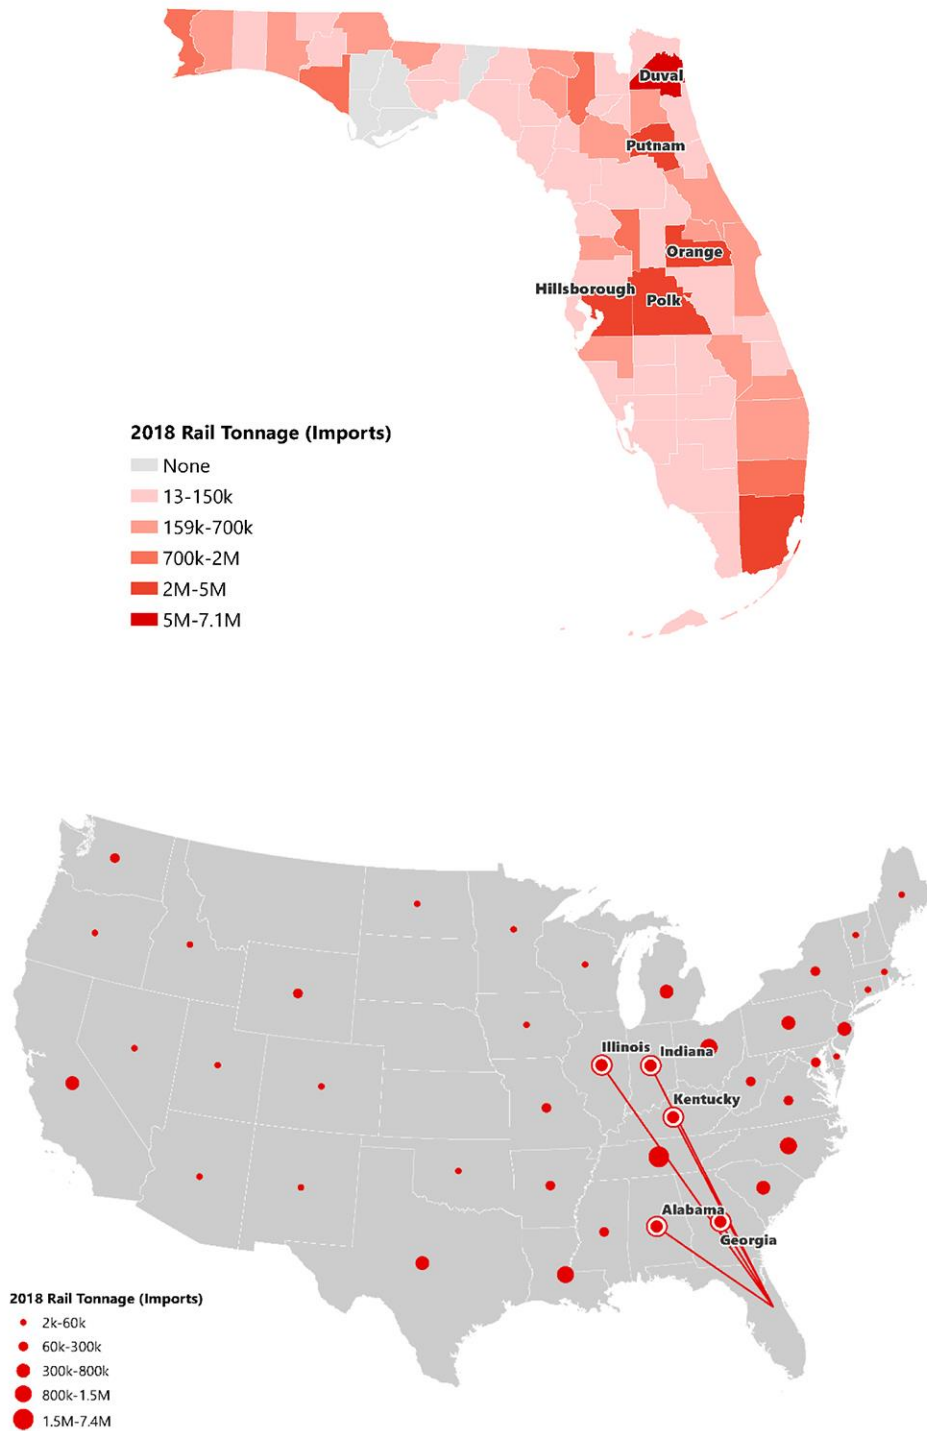 Duval
Putnam
Orange
Hillsborough
Polk
2018 Rail Tonnage (Imports)
None
13-150k
159k-700k
700k-2M
2M-5M
5M-7.1M
Illinois
Indiana
Kentucky
Alabama
Georgia
2018 Rail Tonnage (Imports)
2k-60k
60k-300k
300k-800k
800k-1.5M
1.5M-7.4M